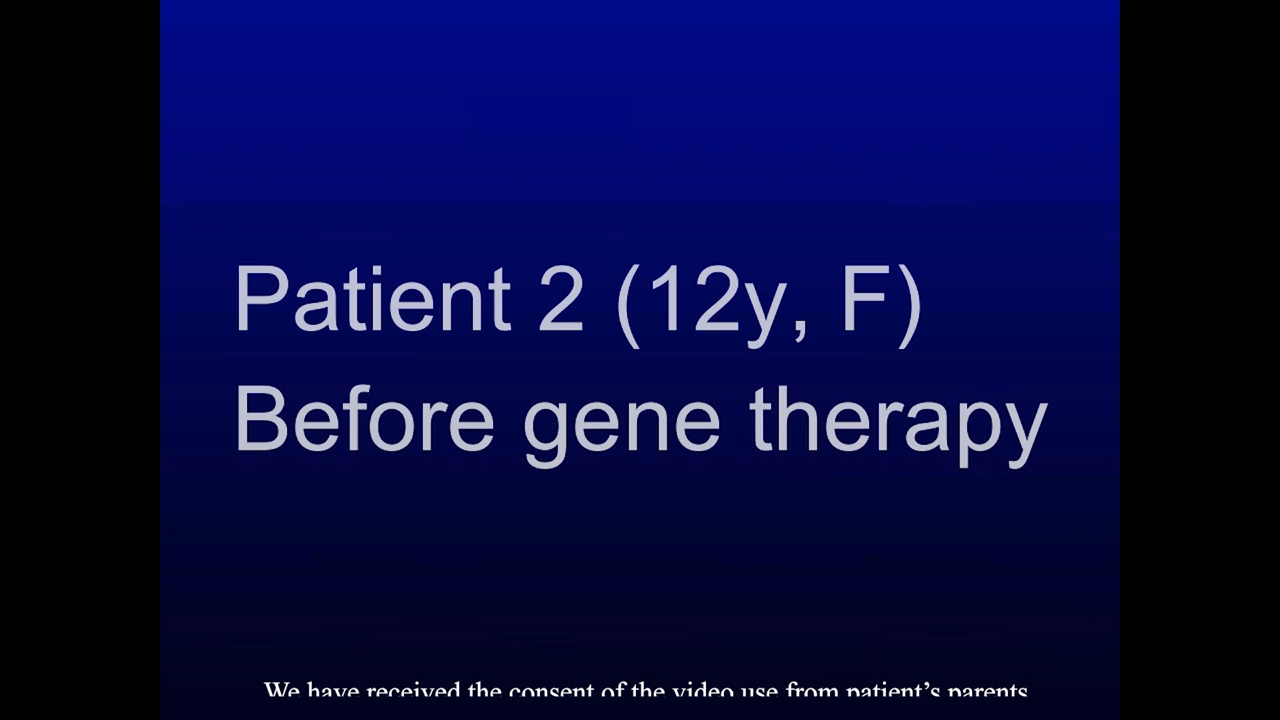 Patient 2 (12y, F)
Before gene therapy
We have received the consent of the video use from patient’s parents